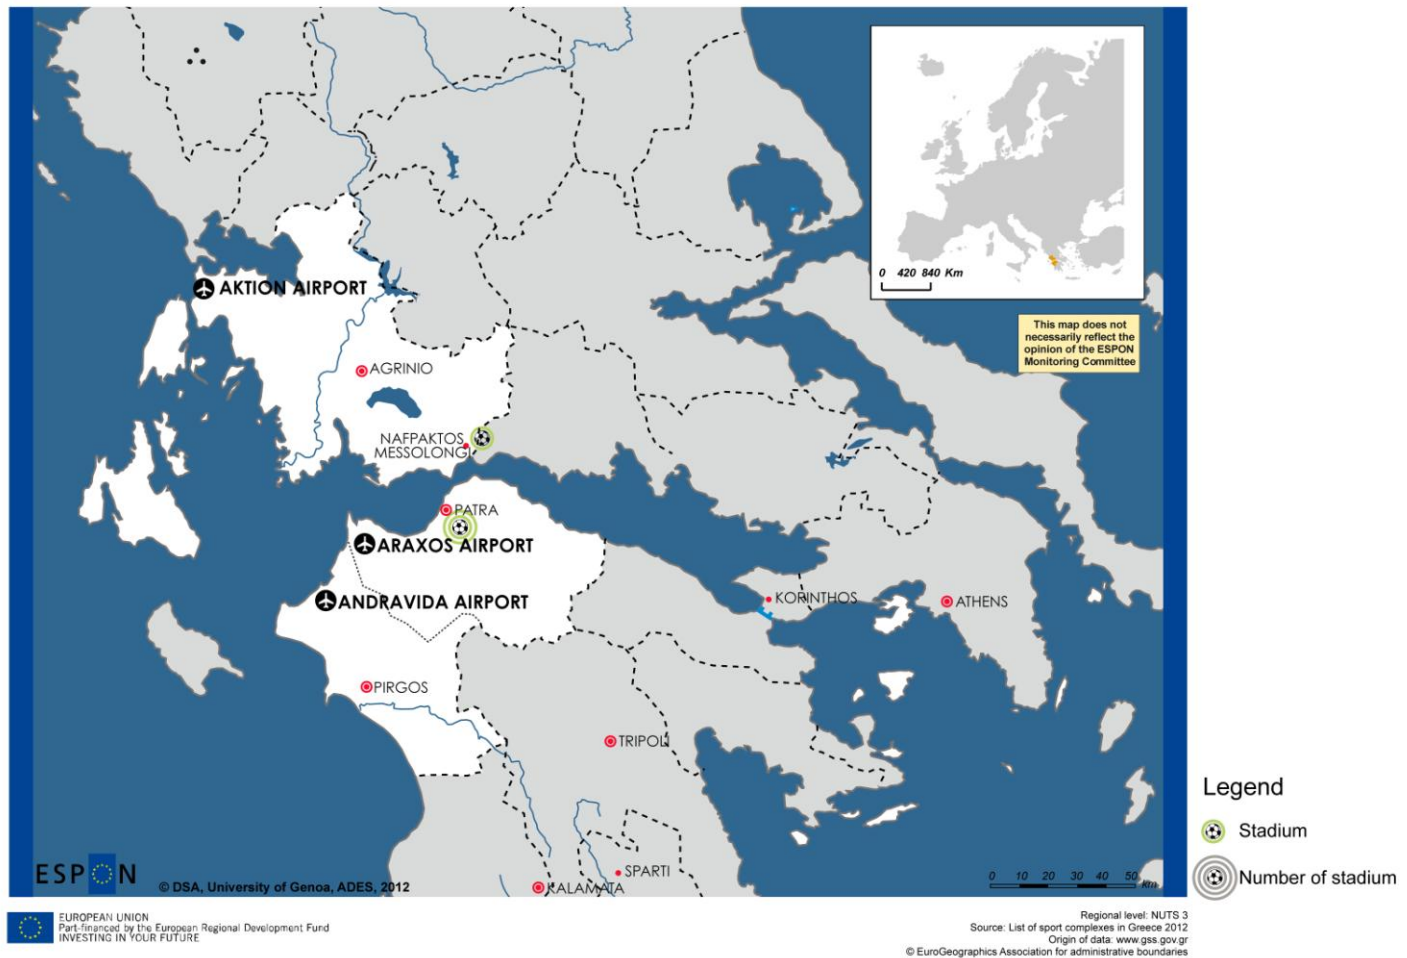 0 420 840 Km
This map does not
necessarily reflect the
opinion of the ESPON
Monitoring Committee
AKTION AIRPORT
AGRINIO
NAFPAKTOS
MESSOLONGI
PATRA
ARAXOS AIRPORT
ANDRAVIDA AIRPORT
KORINTHOS
ATHENS
PIRGOS
TRIPOLI
SPARTI
KALAMATA
Legend
Stadium
Number of stadium
ESPON
© DSA, University of Genoa, ADES, 2012
0 10 20 30 40 50 Km
EUROPEAN UNION
Part-financed by the European Regional Development Fund
INVESTING IN YOUR FUTURE
Regional level: NUTS 3
Source: List of sport complexes in Greece 2012
Origin of data: www.gss.gov.gr
© EuroGeographics Association for administrative boundaries